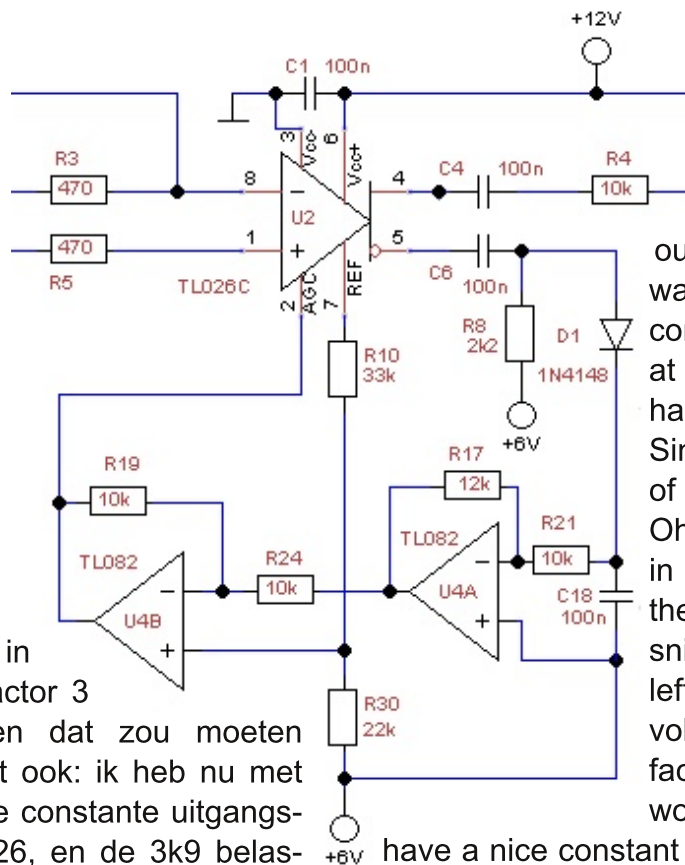 +12V
C1 100n
3 Vcc-
6 Vcc+
R3
470
8
4
C4 100n
R4
10k
U2
470
1
5
R5
TL026C
2 AGC
7 REF
C6
100n
R8
2k2
D1
1N4148
+6V
R10
33k
R19
10k
R17
12k
TL082
R21
10k
TL082
R24
10k
U4A
C18
100n
U4B
R30
22k
+6V
in
actor 3
en dat zou moeten
t ook: ik heb nu met
e constante uitgangs-
26, en de 3k9 belas-
ou
wa
cor
at
ha
Sir
of
Oh
in
the
sni
left
vol
fac
wo
have a nice constant